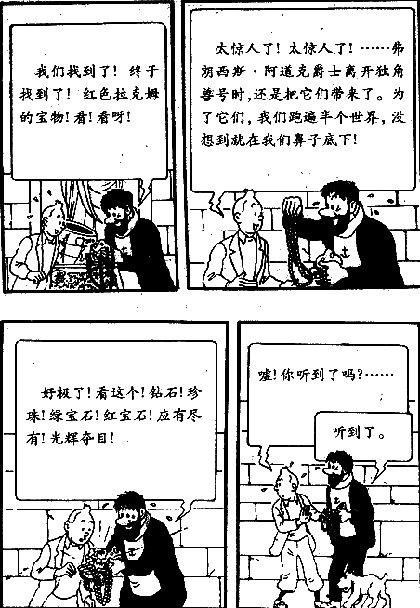 我们找到了! 终于
找到了! 红色拉克姆
的宝物! 看! 看呀!
太惊人了! 太惊人了! ……弗
朗西斯·阿道克爵士离开独角
兽号时,还是把它们带来了。为
了它们,我们跑遍半个世界,没
想到就在我们鼻子底下!
好极了! 看这个! 钻石! 珍
珠! 绿宝石! 红宝石! 应有尽
有! 光辉夺目!
嘘! 你听到了吗? ……
听到了。